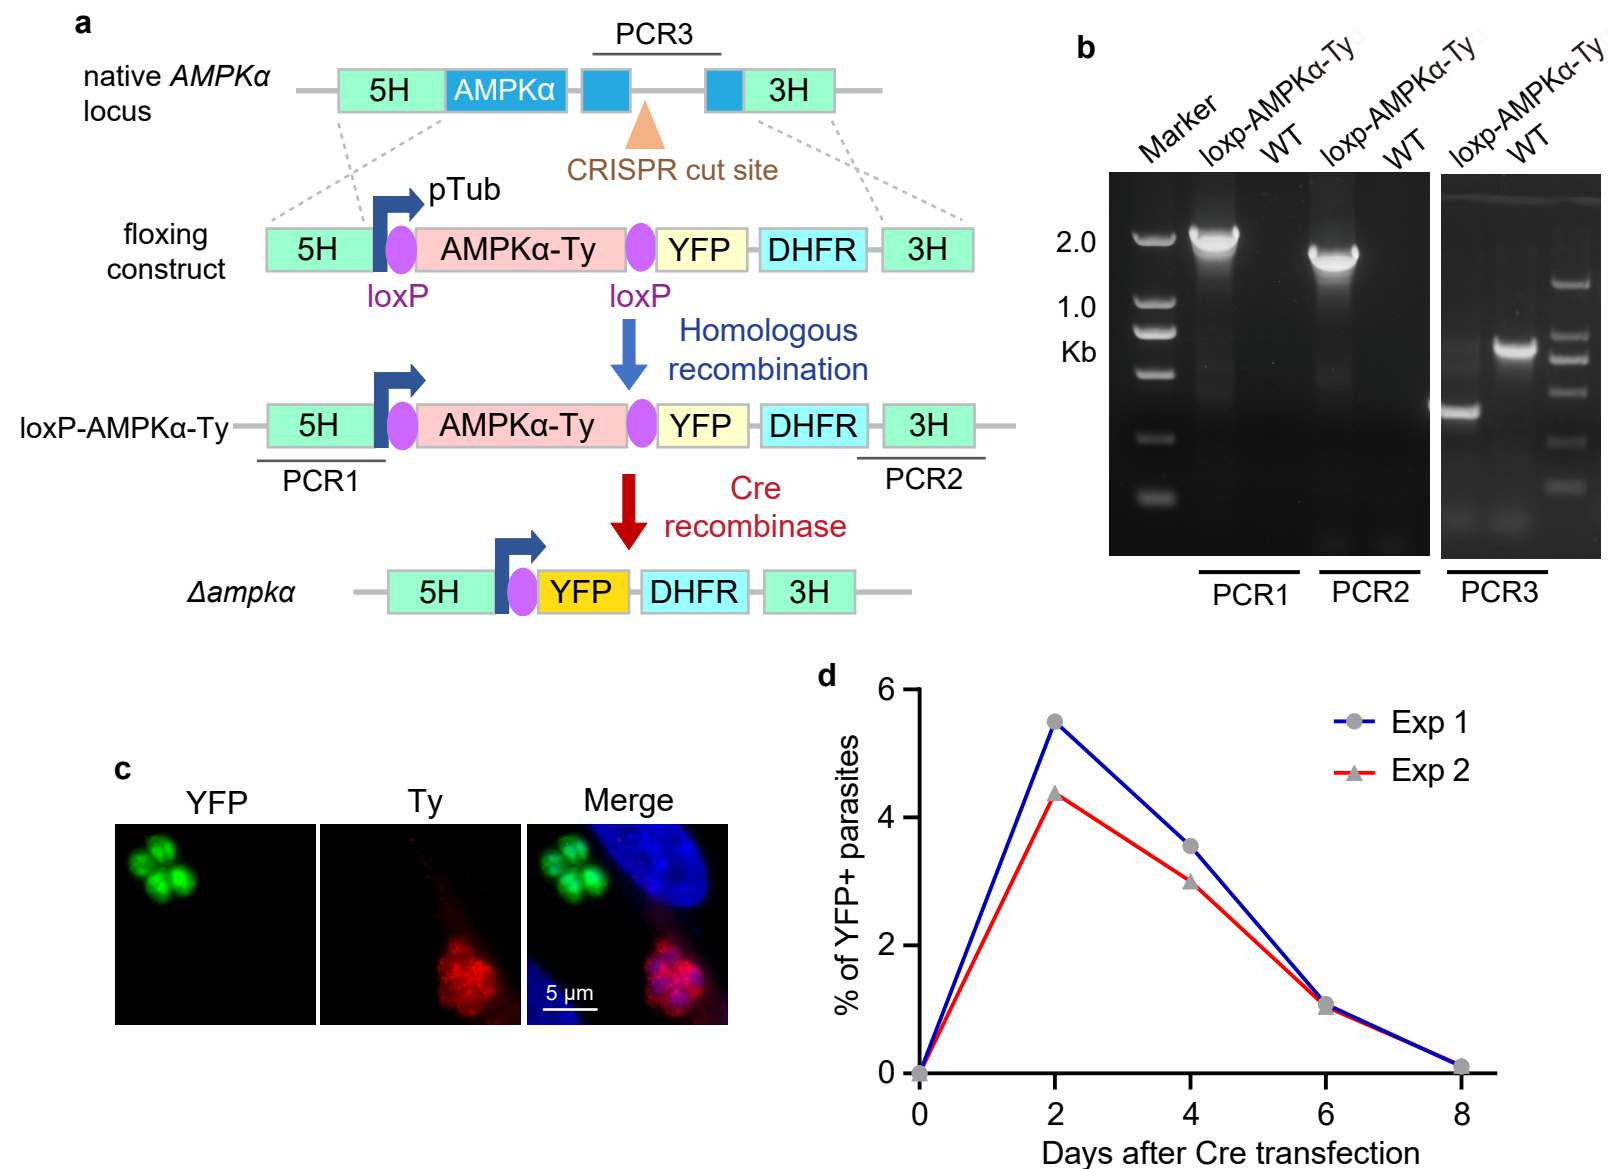 a
PCR3
native AMPKα
locus
5H
AMPKα
3H
CRISPR cut site
pTub
floxing
construct
5H
AMPKα-Ty
YFP
DHFR
3H
loxP
loxP
Homologous
recombination
loxP-AMPKα-Ty
5H
AMPKα-Ty
YFP
DHFR
3H
PCR1
PCR2
Cre
recombinase
Δampkα
5H
YFP
DHFR
3H
b
Marker
loxp-AMPKα-Ty
WT
loxp-AMPKα-Ty
WT
loxp-AMPKα-Ty
WT
2.0
1.0
Kb
PCR1
PCR2
PCR3
c
YFP
Ty
Merge
5 μm
d
% of YFP+ parasites
6
4
2
0
Exp 1
Exp 2
0
2
4
6
8
Days after Cre transfection